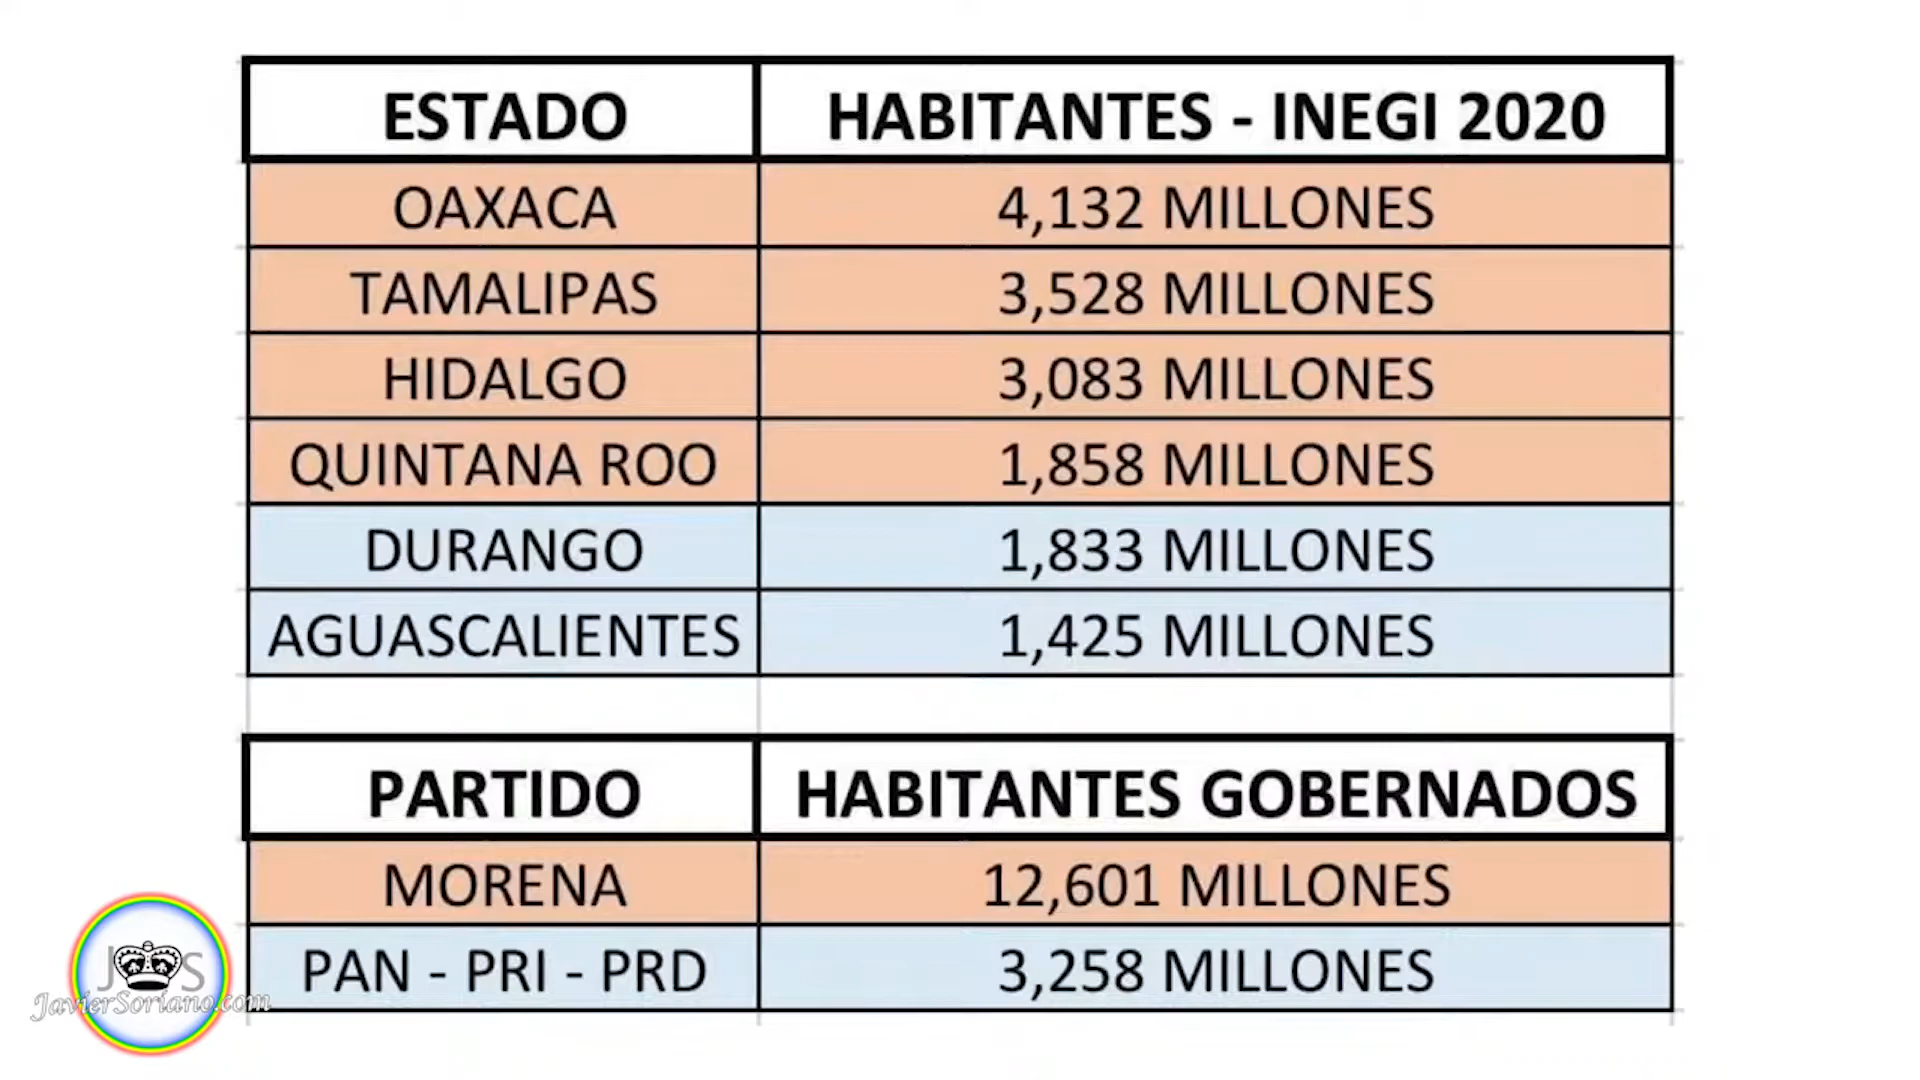 ESTADO HABITANTES - INEGI 2020
OAXACA 4,132 MILLONES
TAMALIPAS 3,528 MILLONES
HIDALGO 3,083 MILLONES
QUINTANA ROO 1,858 MILLONES
DURANGO 1,833 MILLONES
AGUASCALIENTES 1,425 MILLONES
PARTIDO HABITANTES GOBERNADOS
MORENA 12,601 MILLONES
PAN - PRI - PRD 3,258 MILLONES
J S
JavierSoriano.com